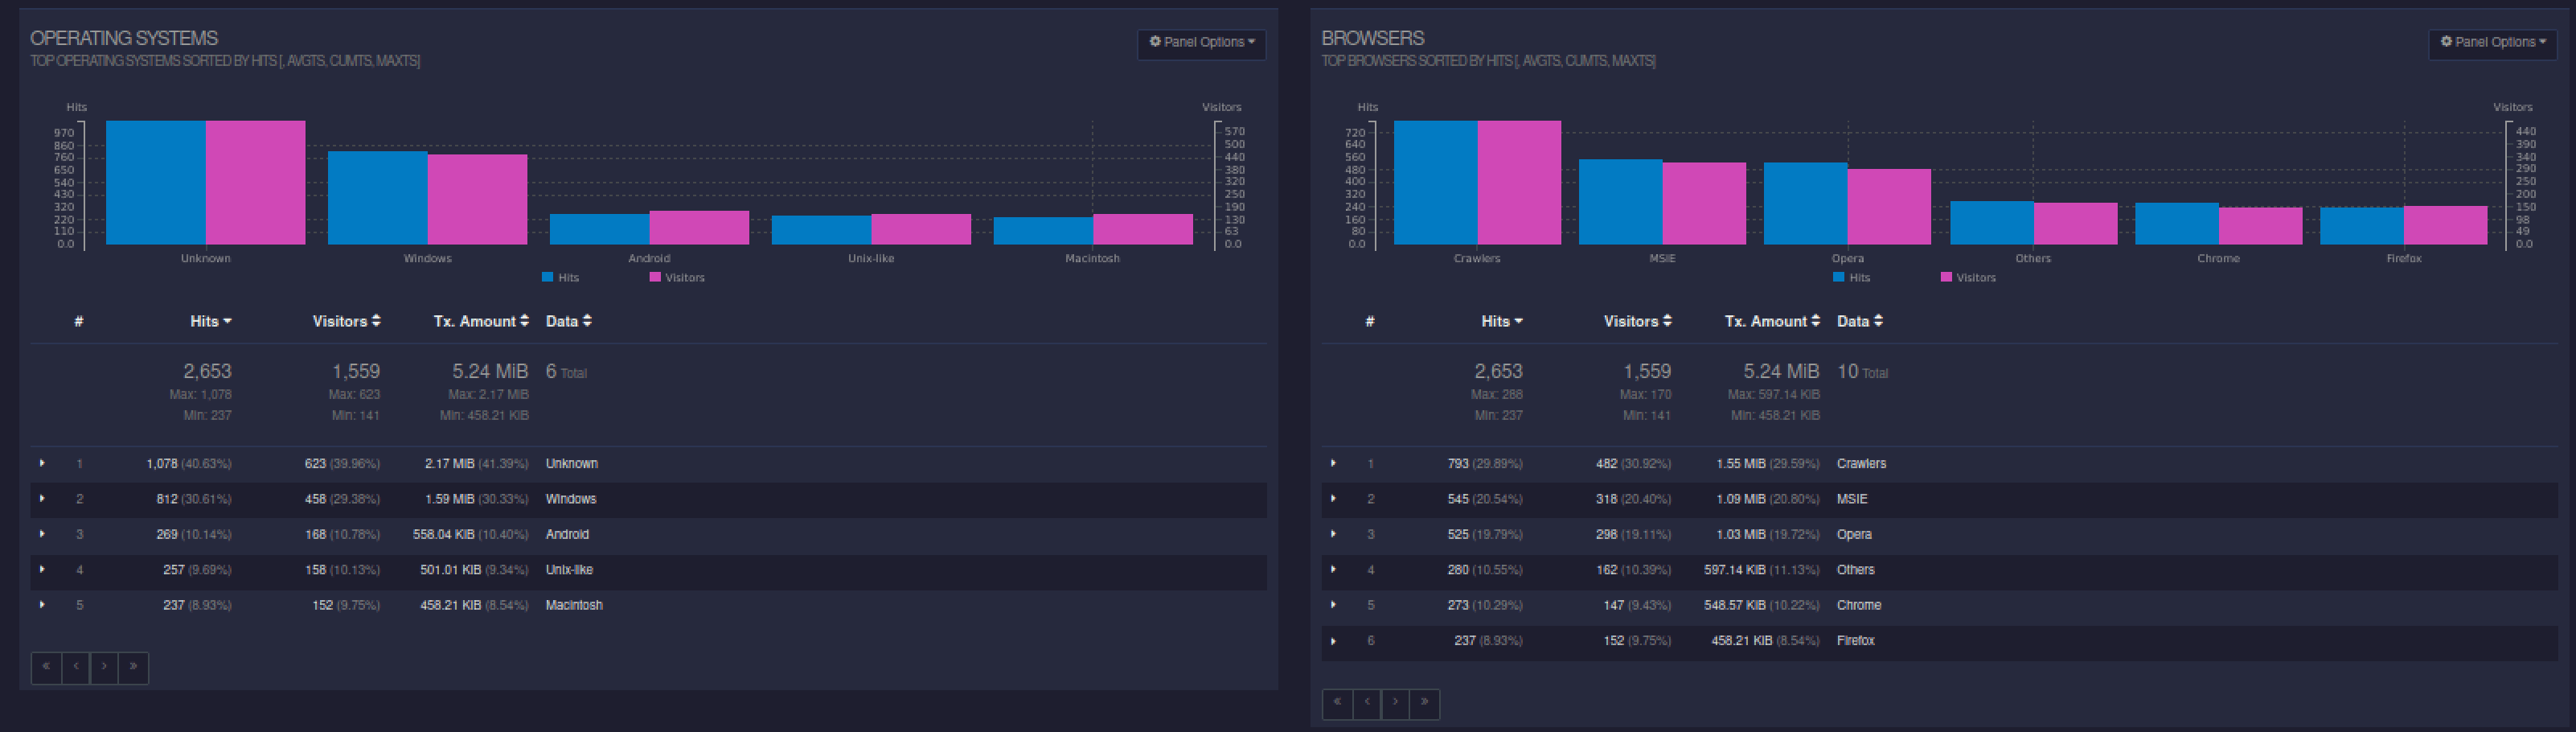 OPERATING SYSTEMS
Panel Options
TOP OPERATING SYSTEMS SORTED BY HITS [, AVGTS, CUMTS, MAXTS]
Hits
Visitors
970
860
760
650
540
430
320
220
110
0.0
570
500
440
380
320
250
190
130
63
0.0
Unknown Windows Android Unix-like Macintosh
Hits Visitors
# Hits Visitors Tx. Amount Data
2,653 1,559 5.24 MiB 6 Total
Max: 1,078 Max: 623 Max: 2.17 MiB
Min: 237 Min: 141 Min: 458.21 KiB
1 1,078 (40.63%) 623 (39.96%) 2.17 MiB (41.39%) Unknown
2 812 (30.61%) 458 (29.38%) 1.59 MiB (30.33%) Windows
3 269 (10.14%) 168 (10.78%) 558.04 KiB (10.40%) Android
4 257 (9.69%) 158 (10.13%) 501.01 KiB (9.34%) Unix-like
5 237 (8.93%) 152 (9.75%) 458.21 KiB (8.54%) Macintosh
« ‹ › »
BROWSERS
Panel Options
TOP BROWSERS SORTED BY HITS [, AVGTS, CUMTS, MAXTS]
Hits
Visitors
720
640
560
480
400
320
240
160
80
0.0
440
390
340
290
250
200
150
98
49
0.0
Crawlers MSIE Opera Others Chrome Firefox
Hits Visitors
# Hits Visitors Tx. Amount Data
2,653 1,559 5.24 MiB 10 Total
Max: 288 Max: 170 Max: 597.14 KiB
Min: 237 Min: 141 Min: 458.21 KiB
1 793 (29.89%) 482 (30.92%) 1.55 MiB (29.59%) Crawlers
2 545 (20.54%) 318 (20.40%) 1.09 MiB (20.80%) MSIE
3 525 (19.79%) 298 (19.11%) 1.03 MiB (19.72%) Opera
4 280 (10.55%) 162 (10.39%) 597.14 KiB (11.13%) Others
5 273 (10.29%) 147 (9.43%) 548.57 KiB (10.22%) Chrome
6 237 (8.93%) 152 (9.75%) 458.21 KiB (8.54%) Firefox
« ‹ › »